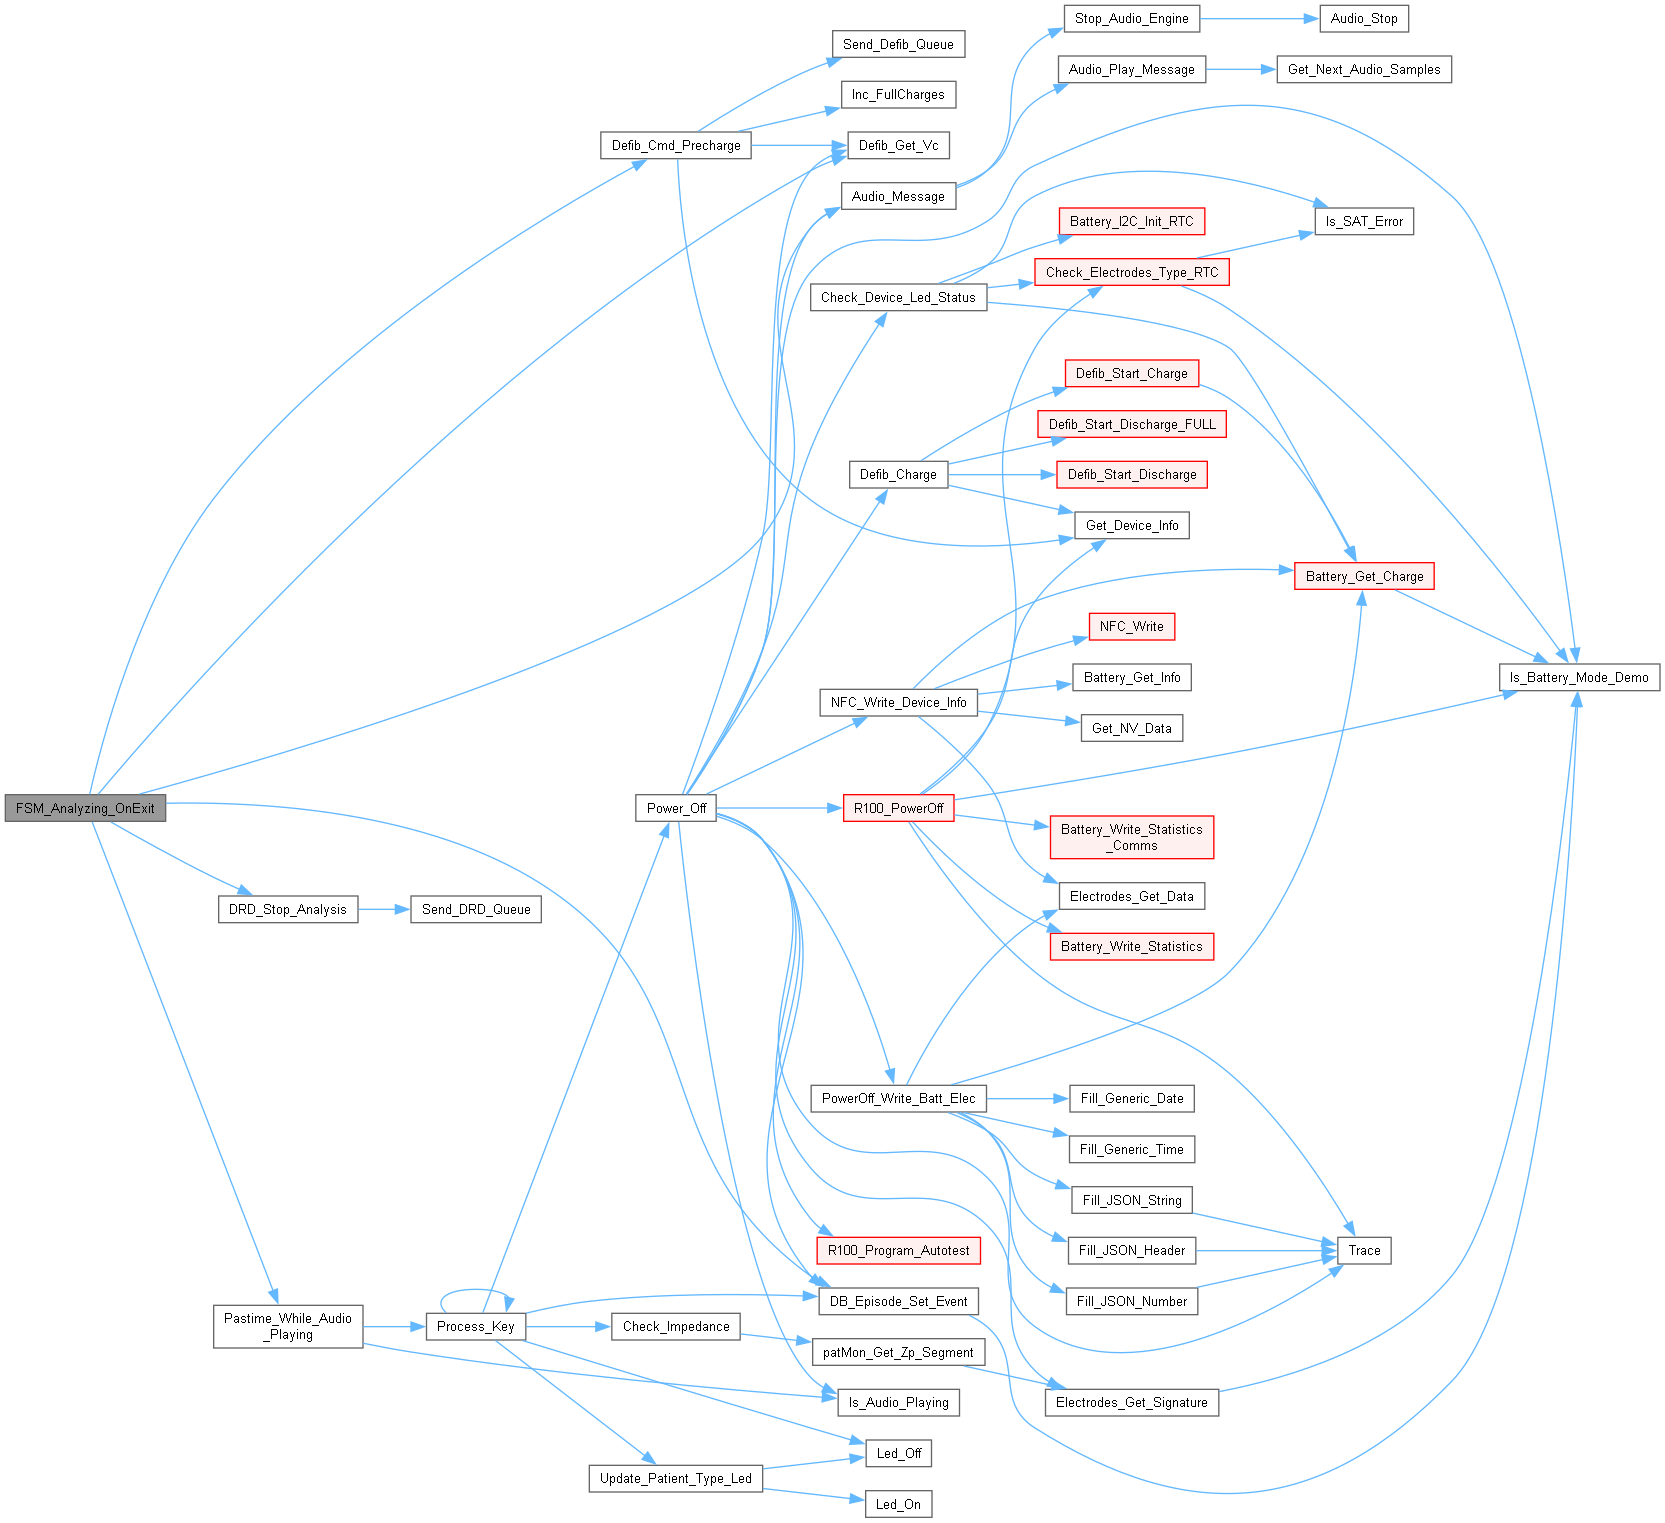 Stop_Audio_Engine
Audio_Stop
Send_Defib_Queue
Audio_Play_Message
Get_Next_Audio_Samples
Inc_FullCharges
Defib_Cmd_Precharge
Defib_Get_Vc
Audio_Message
Battery_I2C_Init_RTC
Is_SAT_Error
Check_Electrodes_Type_RTC
Check_Device_Led_Status
Defib_Start_Charge
Defib_Start_Discharge_FULL
Defib_Charge
Defib_Start_Discharge
Get_Device_Info
Battery_Get_Charge
NFC_Write
Battery_Get_Info
Is_Battery_Mode_Demo
NFC_Write_Device_Info
Get_NV_Data
FSM_Analyzing_OnExit
Power_Off
R100_PowerOff
Battery_Write_Statistics
_Comms
Electrodes_Get_Data
DRD_Stop_Analysis
Send_DRD_Queue
Battery_Write_Statistics
PowerOff_Write_Batt_Elec
Fill_Generic_Date
Fill_Generic_Time
Fill_JSON_String
R100_Program_Autotest
Fill_JSON_Header
Trace
DB_Episode_Set_Event
Fill_JSON_Number
Pastime_While_Audio
_Playing
Process_Key
Check_Impedance
patMon_Get_Zp_Segment
Is_Audio_Playing
Electrodes_Get_Signature
Led_Off
Update_Patient_Type_Led
Led_On